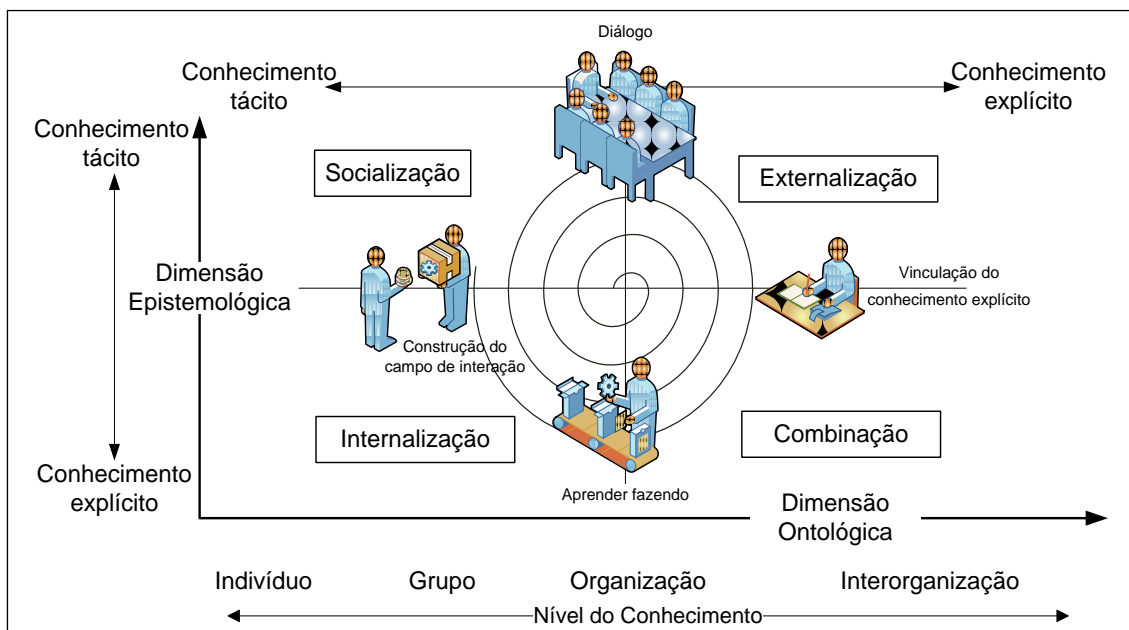 Diálogo
Conhecimento
tácito
Conhecimento
explícito
Conhecimento
tácito
Socialização
Externalização
Dimensão
Epistemológica
Vinculação do
conhecimento explícito
Construção do
campo de interação
Internalização
Combinação
Conhecimento
explícito
Aprender fazendo
Dimensão
Ontológica
Indivíduo
Grupo
Organização
Interorganização
Nível do Conhecimento